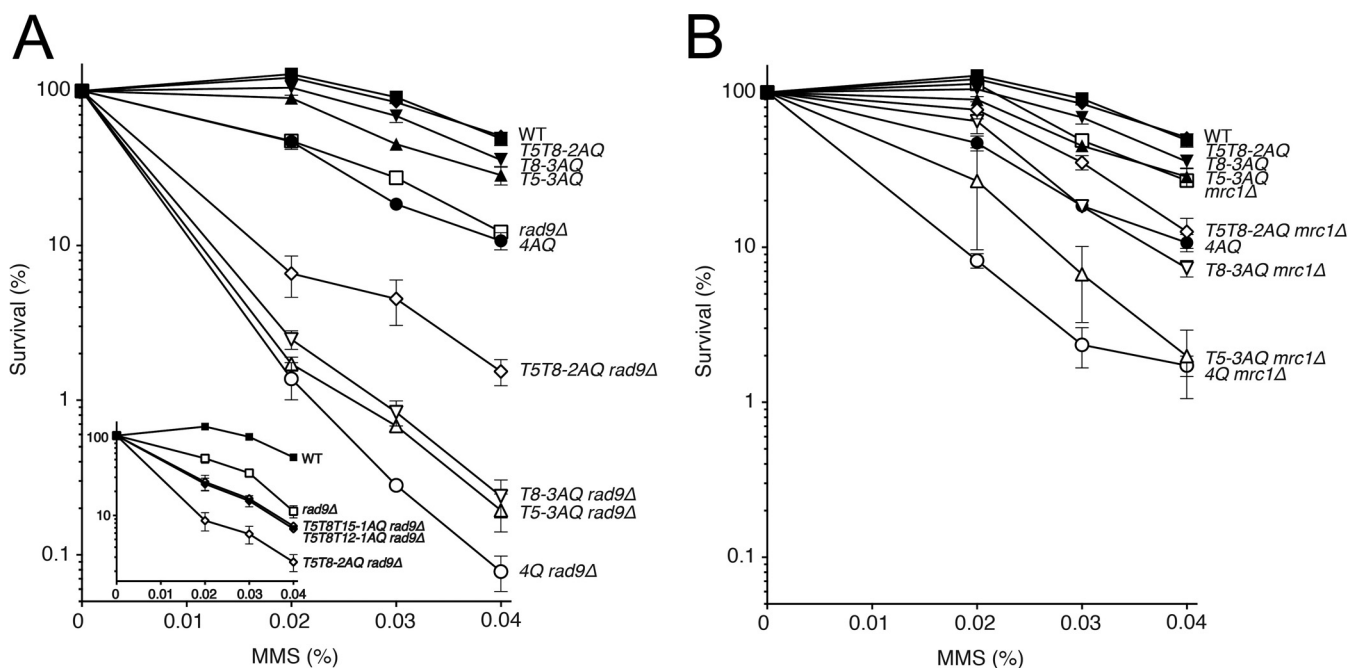 A
100
10
1
0.1
Survival (%)
0
0.01
0.02
0.03
0.04
MMS (%)
WT
T5T8-2AQ
T8-3AQ
T5-3AQ
rad9Δ
4AQ
T5T8-2AQ rad9Δ
T8-3AQ rad9Δ
T5-3AQ rad9Δ
4Q rad9Δ
100
10
0
0.01
0.02
0.03
0.04
WT
rad9Δ
T5T8T15-1AQ rad9Δ
T5T8T12-1AQ rad9Δ
T5T8-2AQ rad9Δ
B
100
10
1
0.1
Survival (%)
0
0.01
0.02
0.03
0.04
MMS (%)
WT
T5T8-2AQ
T8-3AQ
T5-3AQ
mrc1Δ
T5T8-2AQ mrc1Δ
4AQ
T8-3AQ mrc1Δ
T5-3AQ mrc1Δ
4Q mrc1Δ